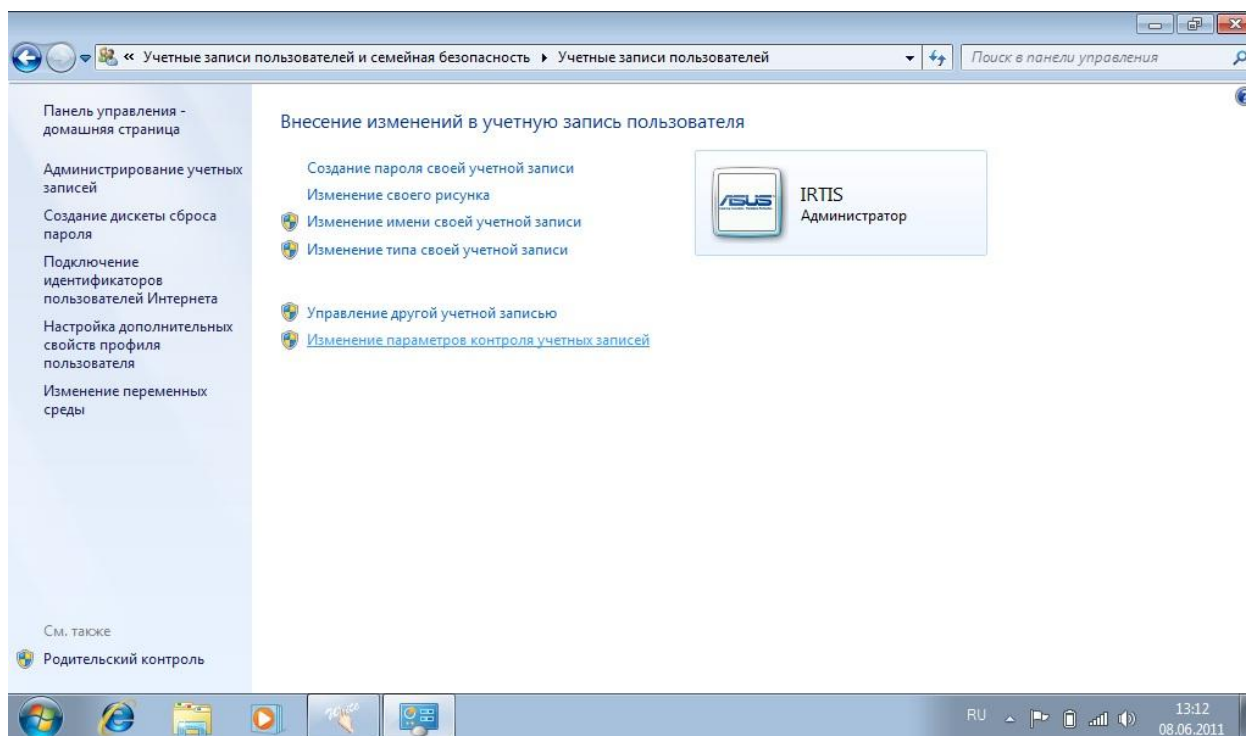 « Учетные записи пользователей и семейная безопасность Учетные записи пользователей
Поиск в панели управления
Панель управления -
домашняя страница
Администрирование учетных
записей
Создание дискеты сброса
пароля
Подключение
идентификаторов
пользователей Интернета
Настройка дополнительных
свойств профиля
пользователя
Изменение переменных
среды
См. также
Родительский контроль
Внесение изменений в учетную запись пользователя
Создание пароля своей учетной записи
Изменение своего рисунка
Изменение имени своей учетной записи
Изменение типа своей учетной записи
Управление другой учетной записью
Изменение параметров контроля учетных записей
ASUS
IRTIS
Администратор
RU
13:12
08.06.2011